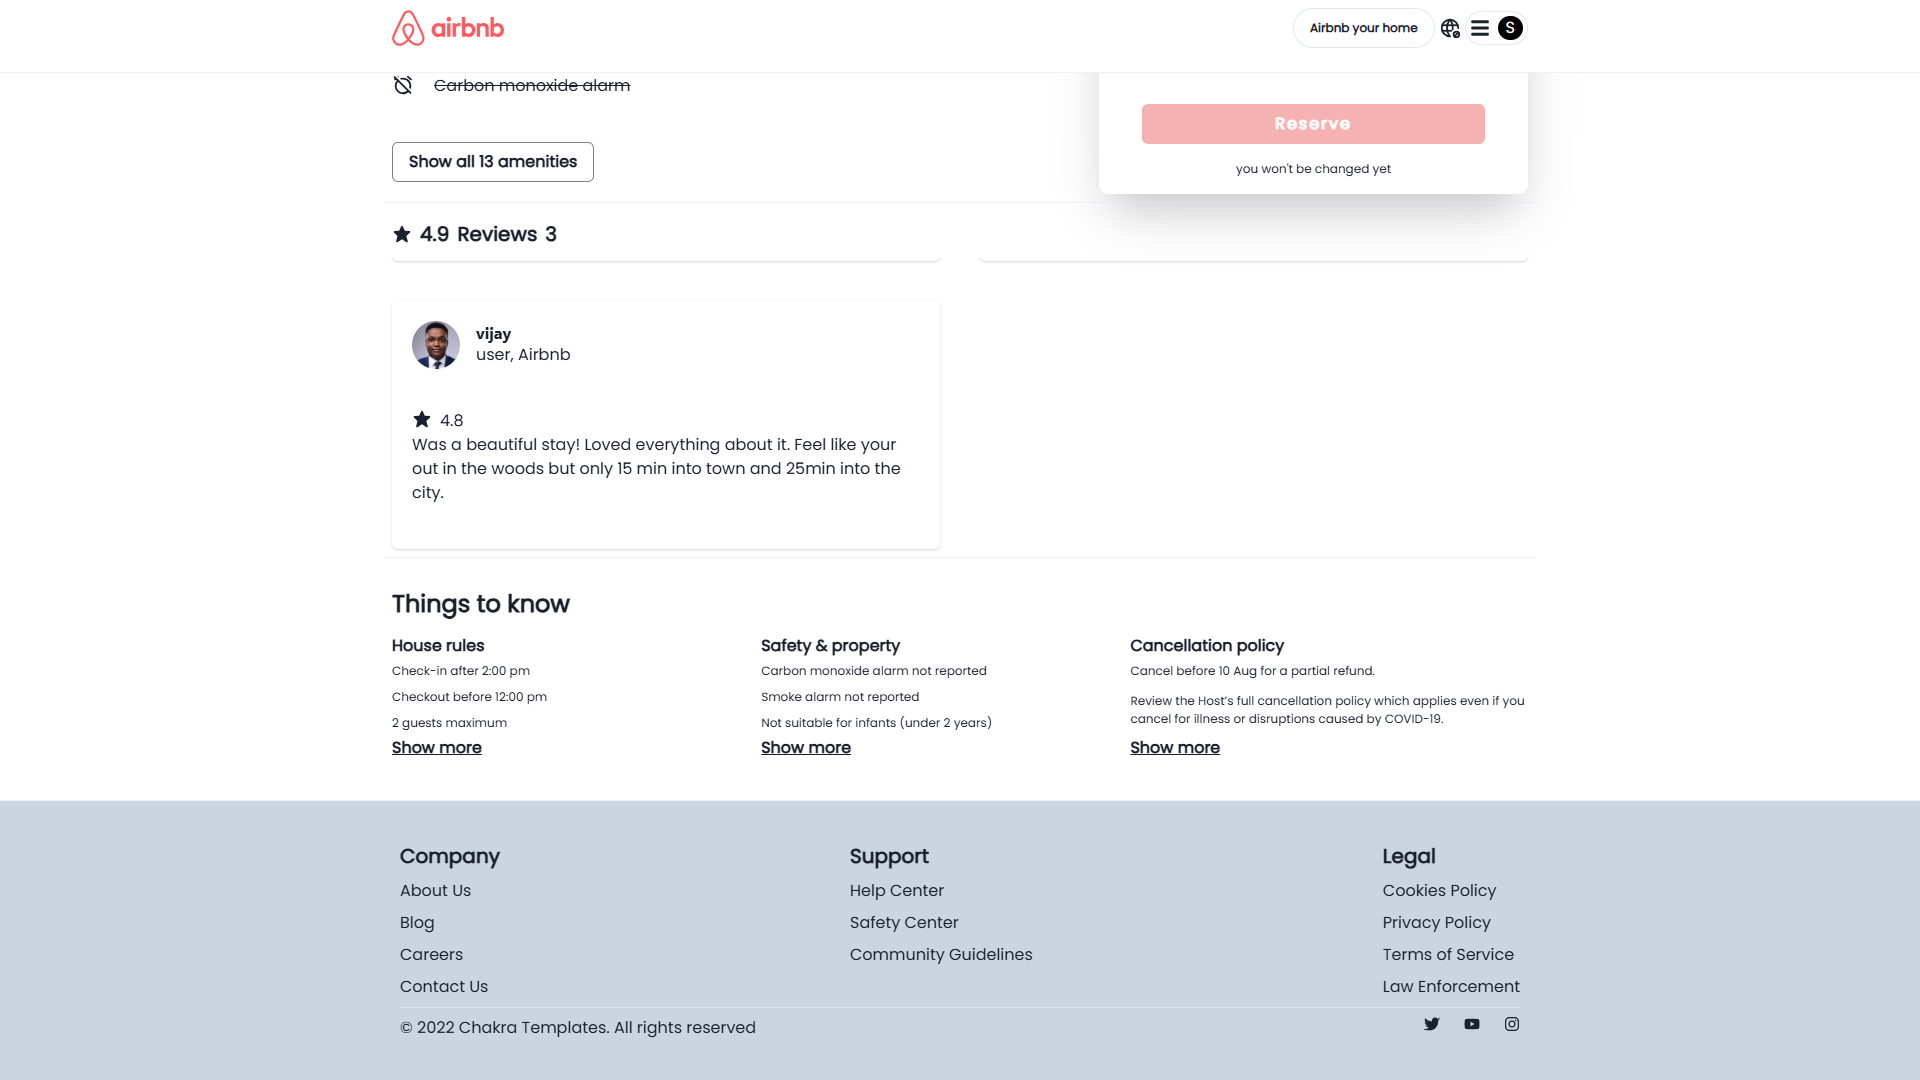 airbnb
Airbnb your home
S
Carbon monoxide alarm
Reserve
Show all 13 amenities
you won't be changed yet
4.9 Reviews 3
vijay
user, Airbnb
4.8
Was a beautiful stay! Loved everything about it. Feel like your
out in the woods but only 15 min into town and 25min into the
city.
Things to know
House rules
Check-in after 2:00 pm
Checkout before 12:00 pm
2 guests maximum
Show more
Safety & property
Carbon monoxide alarm not reported
Smoke alarm not reported
Not suitable for infants (under 2 years)
Show more
Cancellation policy
Cancel before 10 Aug for a partial refund.
Review the Host’s full cancellation policy which applies even if you
cancel for illness or disruptions caused by COVID-19.
Show more
Company
About Us
Blog
Careers
Contact Us
Support
Help Center
Safety Center
Community Guidelines
Legal
Cookies Policy
Privacy Policy
Terms of Service
Law Enforcement
© 2022 Chakra Templates. All rights reserved